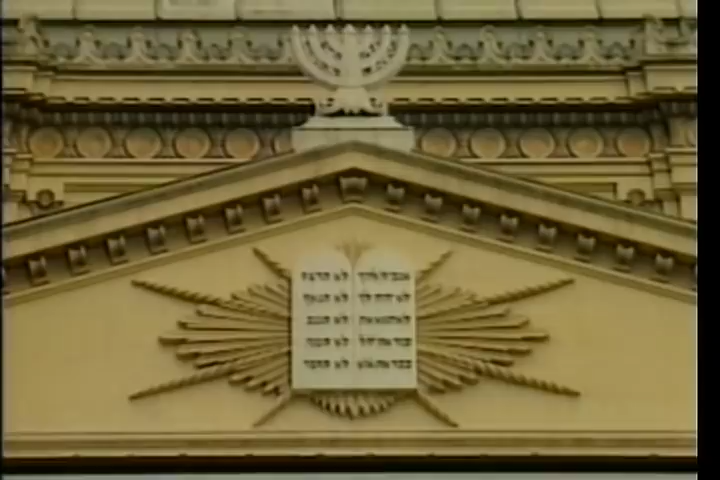 אנכי
לא יהיה לך
לא תשא את
זכור את
כבד את
לא תרצח
לא תנאף
לא תגנב
לא תענה
לא תחמד